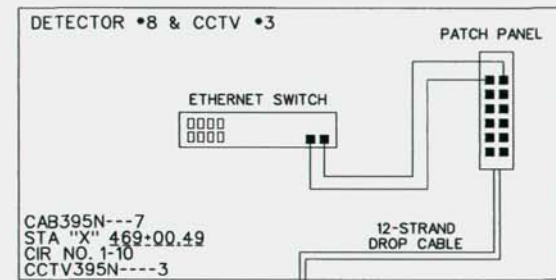 DETECTOR •8 & CCTV •3
PATCH PANEL
ETHERNET SWITCH
CAB395N---7
STA "X" 469+00.49
CIR NO. 1-10
CCTV395N----3
12-STRAND
DROP CABLE